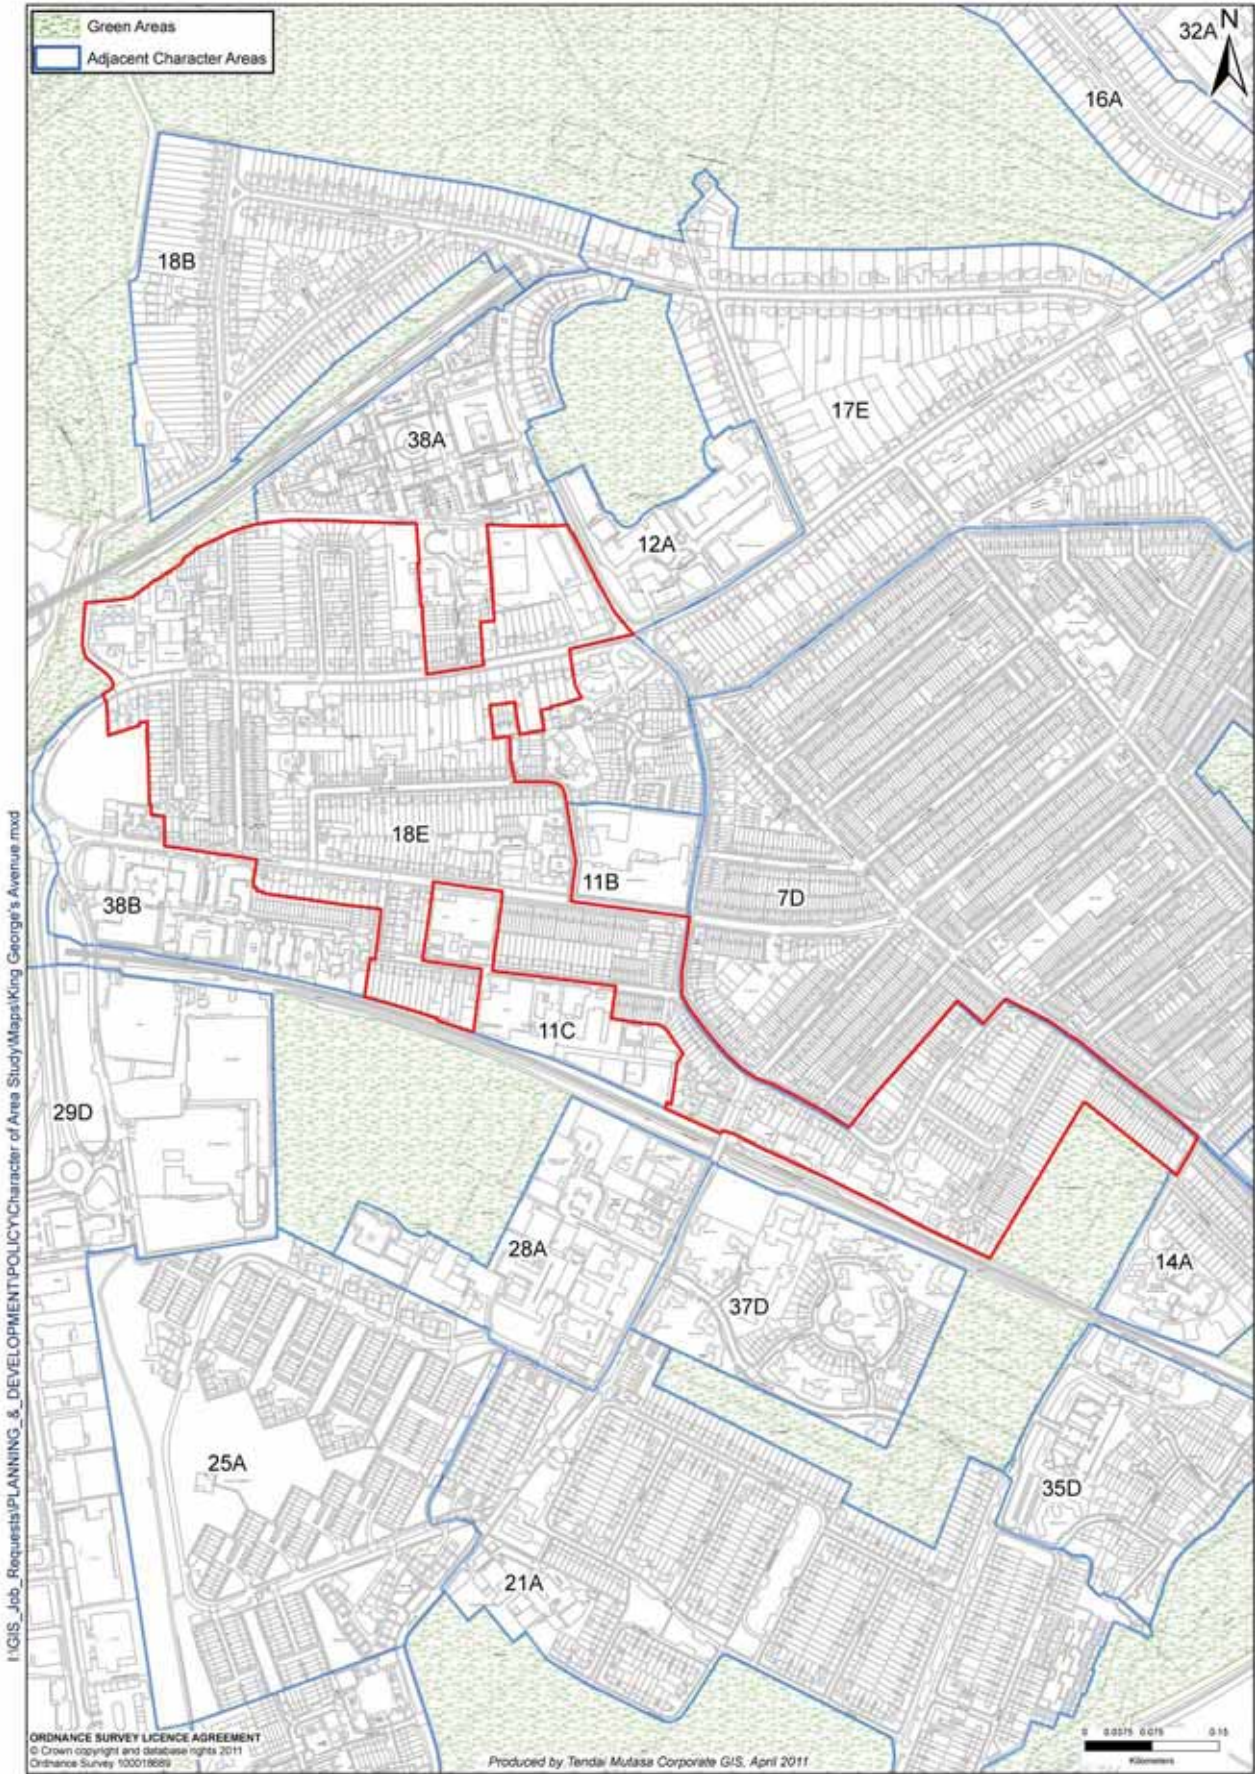 Green Areas
Adjacent Character Areas
N
32A
16A
18B
17E
38A
12A
18E
11B
7D
38B
11C
29D
28A
14A
37D
25A
35D
21A
I:\GIS_Job_Requests\PLANNING_&_DEVELOPMENT\POLICY\Character of Area Study\Maps\King George's Avenue.mxd
ORDNANCE SURVEY LICENCE AGREEMENT
© Crown copyright and database rights 2011
Ordnance Survey 100018689
Produced by Tendai Mutasa Corporate GIS, April 2011
0 0.0375 0.075 0.15
Kilometers